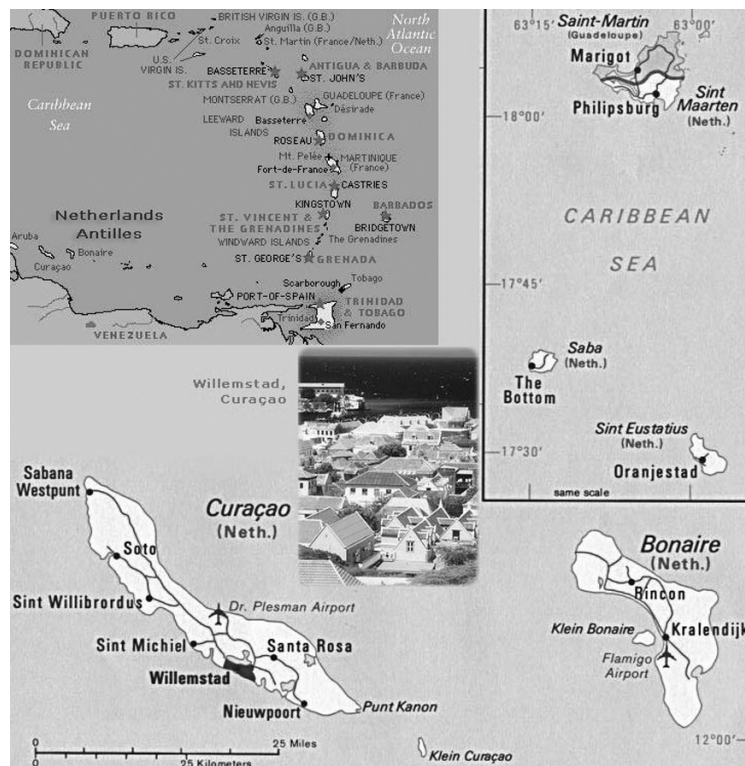 PUERTO RICO
BRITISH VIRGIN IS. (G.B.)
Anguilla (G.B.)
St. Martin (France/Neth.)
St. Croix
DOMINICAN
REPUBLIC
U.S.
VIRGIN IS.
North
Atlantic
Ocean
BASSETERRE
ST. KITTS AND NEVIS
ANTIGUA & BARBUDA
ST. JOHN'S
MONTSERRAT (G.B.)
GUADELOUPE (France)
Désirade
Caribbean
Sea
LEEWARD
ISLANDS
Basseterre
ROSEAU
DOMINICA
Mt. Pelée
MARTINIQUE
(France)
Fort-de-France
ST. LUCIA
CASTRIES
KINGSTOWN
BARBADOS
ST. VINCENT &
THE GRENADINES
BRIDGETOWN
Netherlands
Antilles
The Grenadines
WINDWARD ISLANDS
Aruba
Bonaire
Curaçao
ST. GEORGE'S
GRENADA
Scarborough
Tobago
PORT-OF-SPAIN
TRINIDAD
& TOBAGO
Trinidad
San Fernando
VENEZUELA
63°15'
63°00'
Saint-Martin
(Guadeloupe)
Marigot
Sint
Maarten
(Neth.)
Philipsburg
18°00'
CARIBBEAN
SEA
17°45'
Saba
(Neth.)
The
Bottom
Sint Eustatius
(Neth.)
17°30'
Oranjestad
same scale
Willemstad,
Curaçao
Sabana
Westpunt
Curaçao
(Neth.)
Soto
Sint Willibrordus
Dr. Plesman Airport
Sint Michiel
Santa Rosa
Willemstad
Nieuwpoort
Punt Kanon
Bonaire
(Neth.)
Rincon
Klein Bonaire
Kralendijk
Flamigo
Airport
12°00'
0
25 Miles
0
25 Kilometers
Klein Curaçao